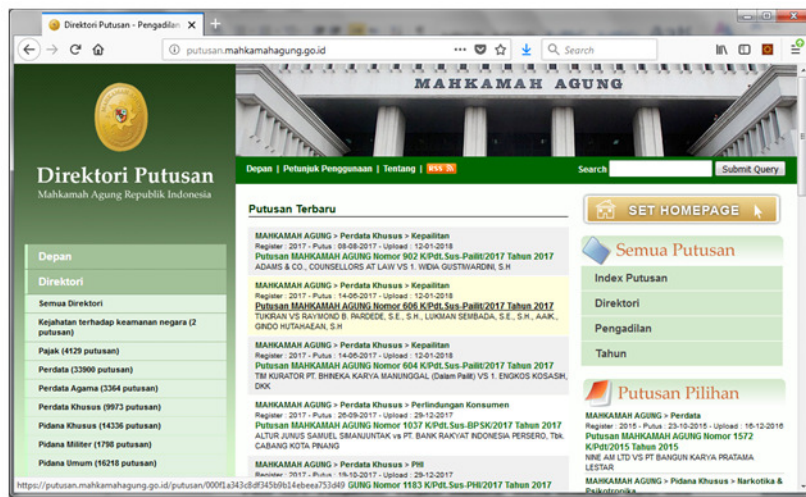 Direktori Putusan - Pengadilan
putusan.mahkamahagung.go.id
Search
MAHKAMAH AGUNG
Direktori Putusan
Mahkamah Agung Republik Indonesia
Depan | Petunjuk Penggunaan | Tentang | RSS
Search
Submit Query
Depan
Direktori
Semua Direktori
Kejahatan terhadap keamanan negara (2
putusan)
Pajak (4129 putusan)
Perdata (33900 putusan)
Perdata Agama (3364 putusan)
Perdata Khusus (9973 putusan)
Pidana Khusus (14336 putusan)
Pidana Militer (1798 putusan)
Pidana Umum (16218 putusan)
Putusan Terbaru
MAHKAMAH AGUNG > Perdata Khusus > Kepailitan
Register : 2017 - Putus : 08-08-2017 - Upload : 12-01-2018
Putusan MAHKAMAH AGUNG Nomor 902 K/Pdt.Sus-Pailit/2017 Tahun 2017
ADAMS & CO., COUNSELLORS AT LAW VS 1. WIDIA GUSTIWARDINI, S.H
MAHKAMAH AGUNG > Perdata Khusus > Kepailitan
Register : 2017 - Putus : 14-06-2017 - Upload : 12-01-2018
Putusan MAHKAMAH AGUNG Nomor 606 K/Pdt.Sus-Pailit/2017 Tahun 2017
TUKIRAN VS RAYMOND B. PARDEDE, S.E., S.H., LUKMAN SEMBADA, S.E., S.H., AAIK.,
GINDO HUTAHAEAN, S.H
MAHKAMAH AGUNG > Perdata Khusus > Kepailitan
Register : 2017 - Putus : 14-06-2017 - Upload : 12-01-2018
Putusan MAHKAMAH AGUNG Nomor 604 K/Pdt.Sus-Pailit/2017 Tahun 2017
TIM KURATOR PT. BHINEKA KARYA MANUNGGAL (Dalam Pailit) VS 1. ENGKOS KOSASIH,
DKK
MAHKAMAH AGUNG > Perdata Khusus > Perlindungan Konsumen
Register : 2017 - Putus : 26-09-2017 - Upload : 29-12-2017
Putusan MAHKAMAH AGUNG Nomor 1037 K/Pdt.Sus-BPSK/2017 Tahun 2017
ALTUR JUNUS SAMUEL SIMANJUNTAK vs PT. BANK RAKYAT INDONESIA PERSERO, Tbk.
CABANG KOTA PINANG
MAHKAMAH AGUNG > Perdata Khusus > PHI
Register : 2017 - Putus : 19-10-2017 - Upload : 29-12-2017
GUNG Nomor 1183 K/Pdt.Sus-PHI/2017 Tahun 2017
SET HOMEPAGE
Semua Putusan
Index Putusan
Direktori
Pengadilan
Tahun
Putusan Pilihan
MAHKAMAH AGUNG > Perdata
Register : 2015 - Putus : 23-10-2015 - Upload : 16-12-2016
Putusan MAHKAMAH AGUNG Nomor 1572
K/Pdt/2015 Tahun 2015
NINE AM LTD VS PT BANGUN KARYA PRATAMA
LESTAR
MAHKAMAH AGUNG > Pidana Khusus > Narkotika &
Psikotropika